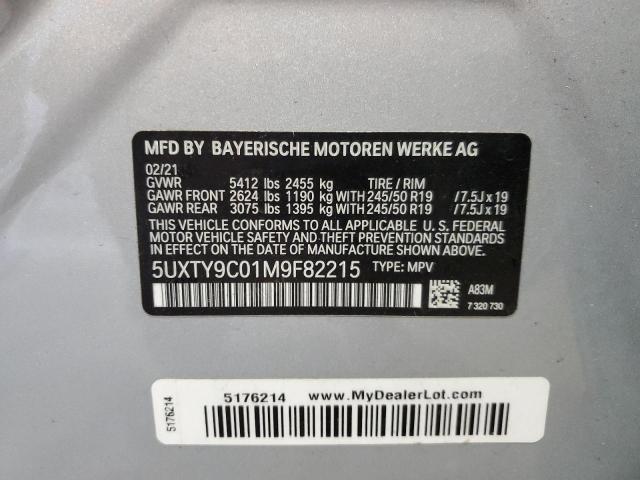 MFD BY BAYERISCHE MOTOREN WERKE AG
02/21
GVWR 5412 lbs 2455 kg TIRE / RIM
GAWR FRONT 2624 lbs 1190 kg WITH 245/50 R19 / 7.5J x 19
GAWR REAR 3075 lbs 1395 kg WITH 245/50 R19 / 7.5J x 19
THIS VEHICLE CONFORMS TO ALL APPLICABLE U. S. FEDERAL
MOTOR VEHICLE SAFETY AND THEFT PREVENTION STANDARDS
IN EFFECT ON THE DATE OF MANUFACTURE SHOWN ABOVE.
5UXTY9C01M9F82215 TYPE: MPV
A83M
7 320 730
5176214 www.MyDealerLot.com
5176214